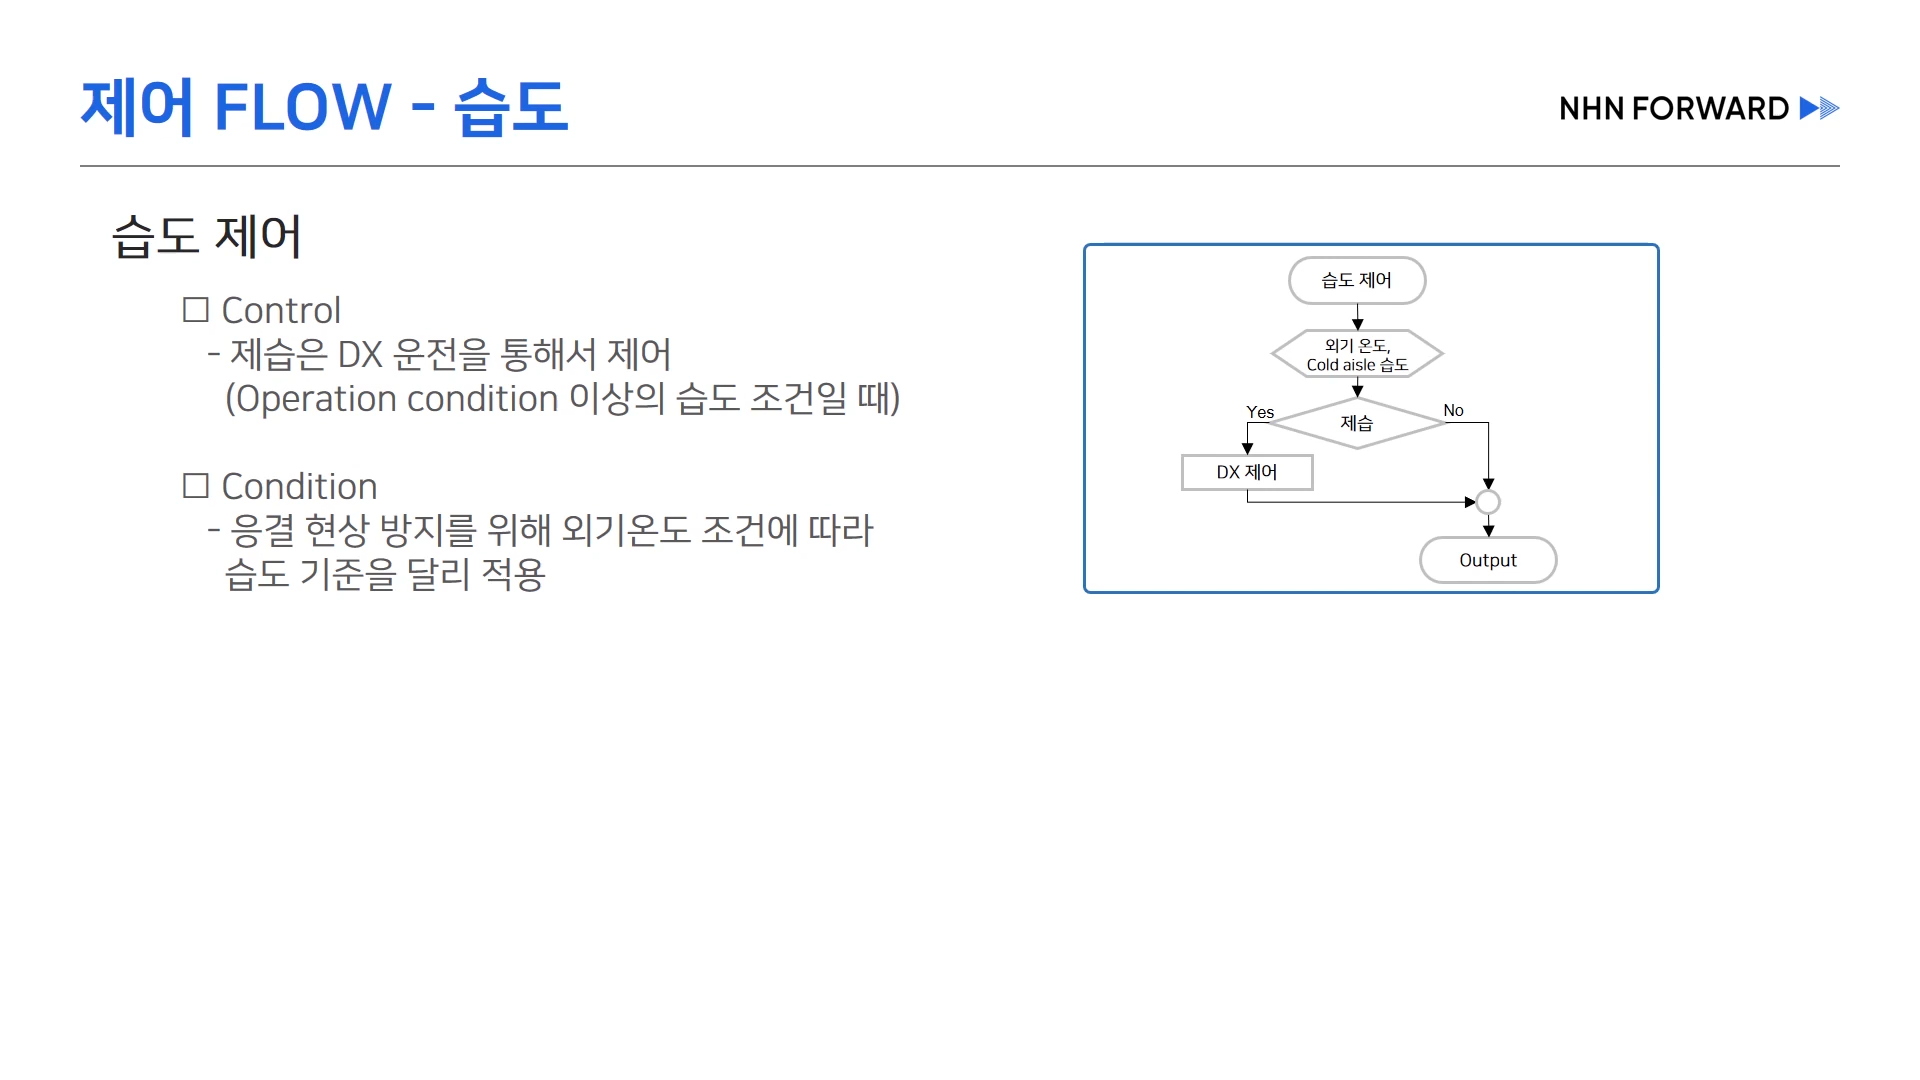 제어 FLOW - 습도
NHN FORWARD
습도 제어
□ Control
- 제습은 DX 운전을 통해서 제어
(Operation condition 이상의 습도 조건일 때)
□ Condition
- 응결 현상 방지를 위해 외기온도 조건에 따라
습도 기준을 달리 적용
습도 제어
외기 온도,
Cold aisle 습도
Yes
제습
No
DX 제어
Output